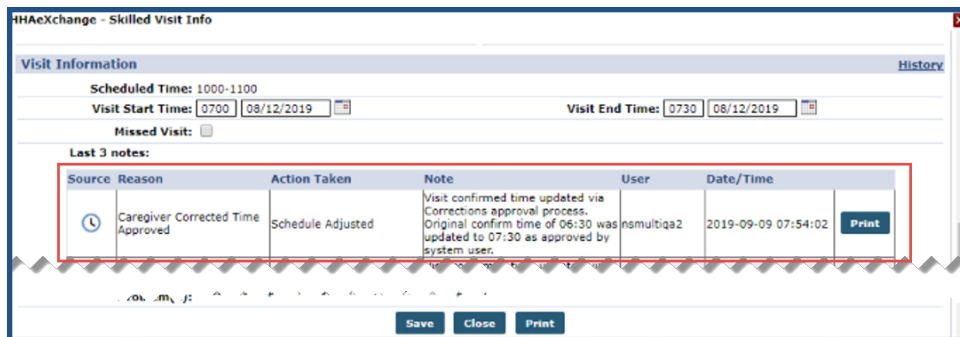 HHAeXchange - Skilled Visit Info
X
Visit Information History
Scheduled Time: 1000-1100
Visit Start Time: 0700 08/12/2019 Visit End Time: 0730 08/12/2019
Missed Visit:
Last 3 notes:
Source Reason Action Taken Note User Date/Time
Caregiver Corrected Time
Approved
Schedule Adjusted
Visit confirmed time updated via
Corrections approval process.
Original confirm time of 06:30 was
updated to 07:30 as approved by
system user.
nsmultiqa2
2019-09-09 07:54:02
Print
Save Close Print